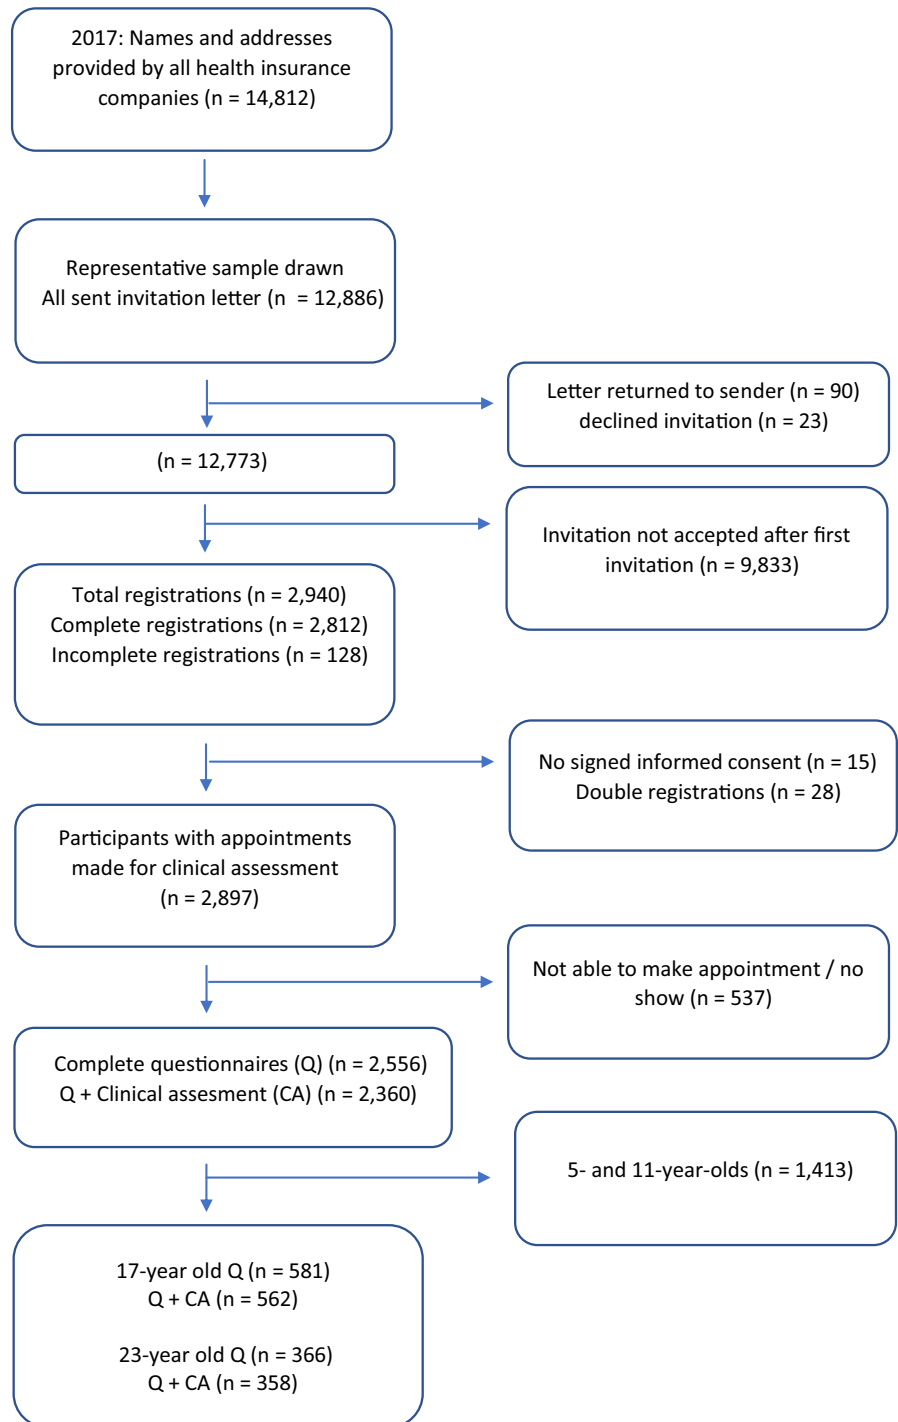 2017: Names and addresses
provided by all health insurance
companies (n = 14,812)
Representative sample drawn
All sent invitation letter (n  = 12,886)
Letter returned to sender (n = 90)
declined invitation (n = 23)
(n = 12,773)
Invitation not accepted after first
invitation (n = 9,833)
Total registrations (n = 2,940)
Complete registrations (n = 2,812)
Incomplete registrations (n = 128)
No signed informed consent (n = 15)
Double registrations (n = 28)
Participants with appointments
made for clinical assessment
(n = 2,897)
Not able to make appointment / no
show (n = 537)
Complete questionnaires (Q) (n = 2,556)
Q + Clinical assesment (CA) (n = 2,360)
5- and 11-year-olds (n = 1,413)
17-year old Q (n = 581)
Q + CA (n = 562)
23-year old Q (n = 366)
Q + CA (n = 358)